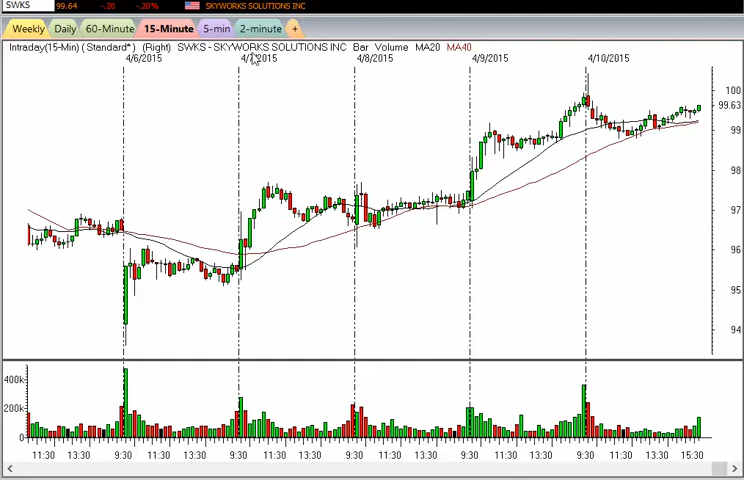 SWKS 99.64 -.20 -.20% SKYWORKS SOLUTIONS INC
Weekly Daily 60-Minute 15-Minute 5-min 2-minute +
Intraday(15-Min) ( Standard* ) (Right) SWKS - SKYWORKS SOLUTIONS INC Bar Volume MA20 MA40
4/6/2015 4/7/2015 4/8/2015 4/9/2015 4/10/2015
100
99.63
99
98
97
96
95
94
400k
200k
0
11:30 13:30 9:30 11:30 13:30 9:30 11:30 13:30 9:30 11:30 13:30 9:30 11:30 13:30 9:30 11:30 13:30 15:30